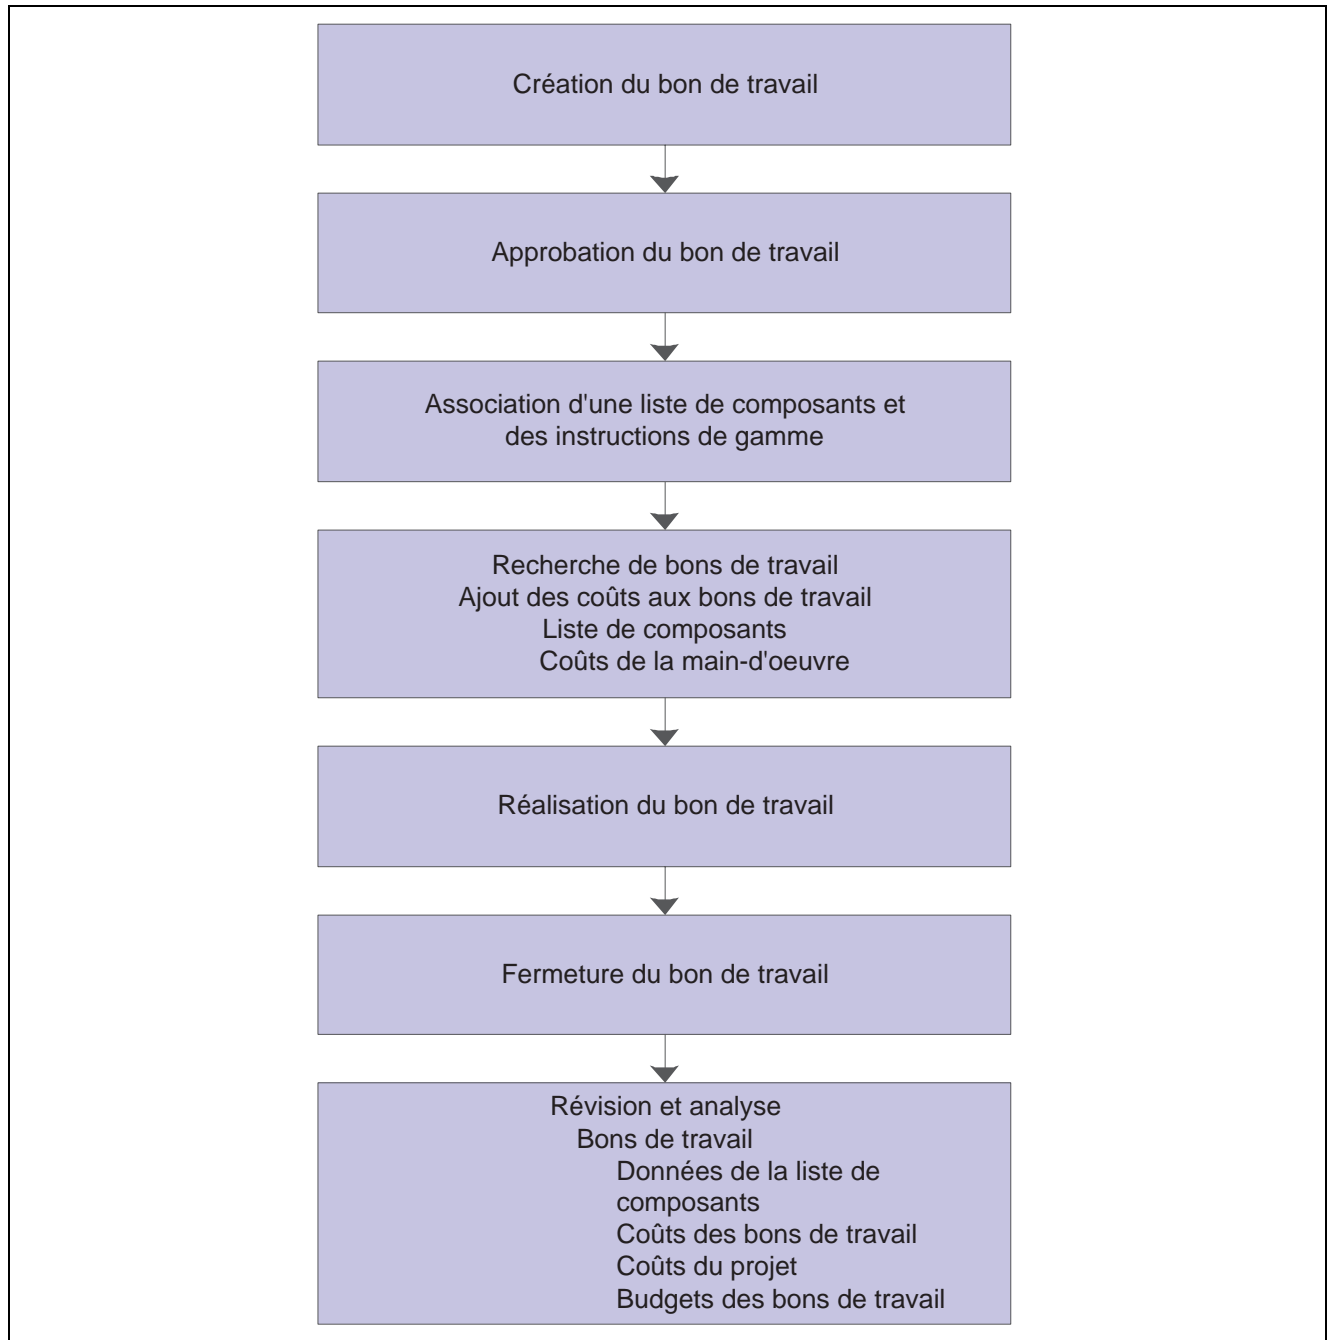 Création du bon de travail
Approbation du bon de travail
Association d'une liste de composants et
des instructions de gamme
Recherche de bons de travail
Ajout des coûts aux bons de travail
Liste de composants
Coûts de la main-d'oeuvre
Réalisation du bon de travail
Fermeture du bon de travail
Révision et analyse
Bons de travail
Données de la liste de
composants
Coûts des bons de travail
Coûts du projet
Budgets des bons de travail